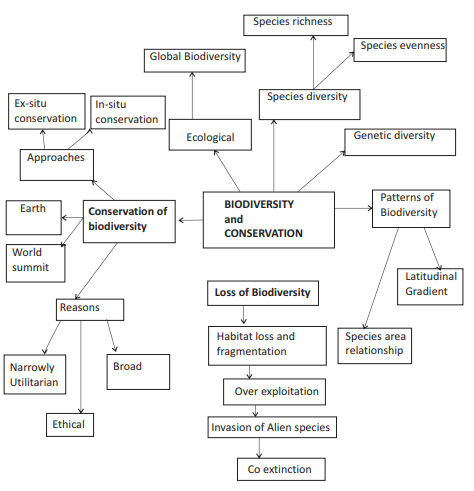 Species richness
Species evenness
Global Biodiversity
Species diversity
Ex-situ
conservation
In-situ
conservation
Ecological
Genetic diversity
Approaches
Earth
Conservation of
biodiversity
BIODIVERSITY
and
CONSERVATION
Patterns of
Biodiversity
World
summit
Latitudinal
Gradient
Loss of Biodiversity
Reasons
Habitat loss and
fragmentation
Species area
relationship
Narrowly
Utilitarian
Broad
Over exploitation
Ethical
Invasion of Alien species
Co extinction